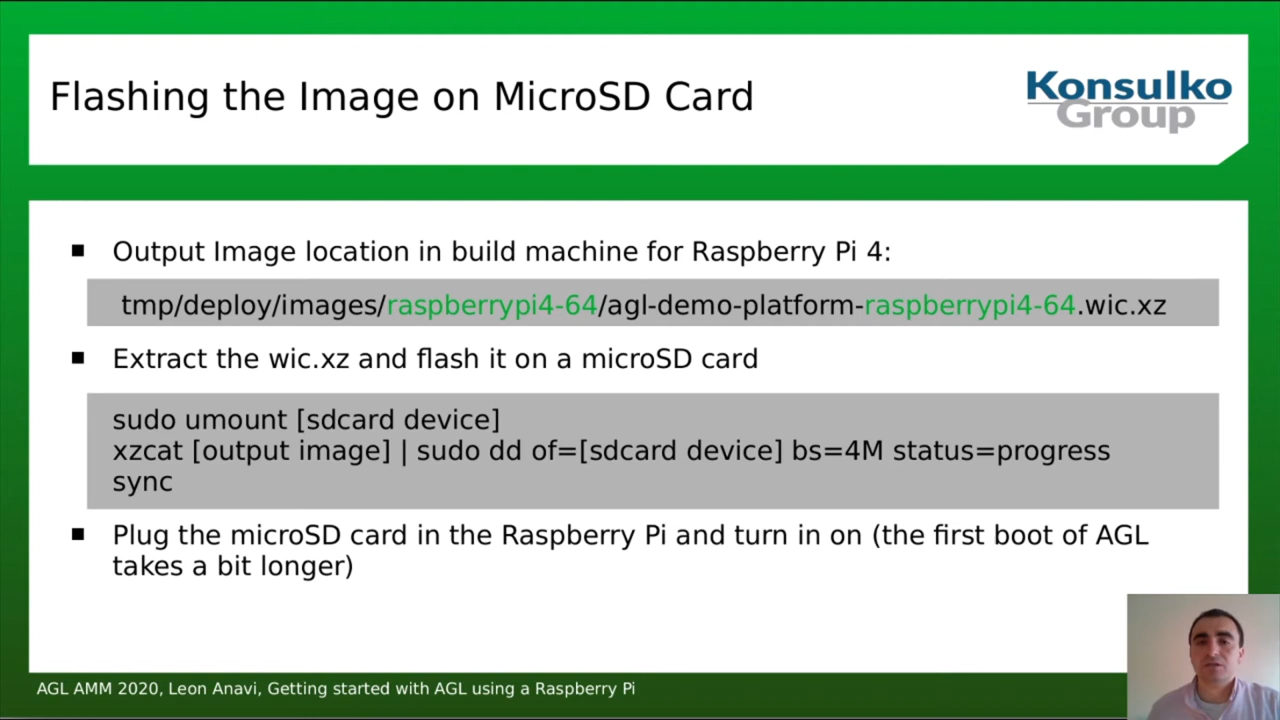 Flashing the Image on MicroSD Card
Konsulko
Group
Output Image location in build machine for Raspberry Pi 4:
tmp/deploy/images/raspberrypi4-64/agl-demo-platform-raspberrypi4-64.wic.xz
Extract the wic.xz and flash it on a microSD card
sudo umount [sdcard device]
xzcat [output image] | sudo dd of=[sdcard device] bs=4M status=progress
sync
Plug the microSD card in the Raspberry Pi and turn in on (the first boot of AGL
takes a bit longer)
AGL AMM 2020, Leon Anavi, Getting started with AGL using a Raspberry Pi